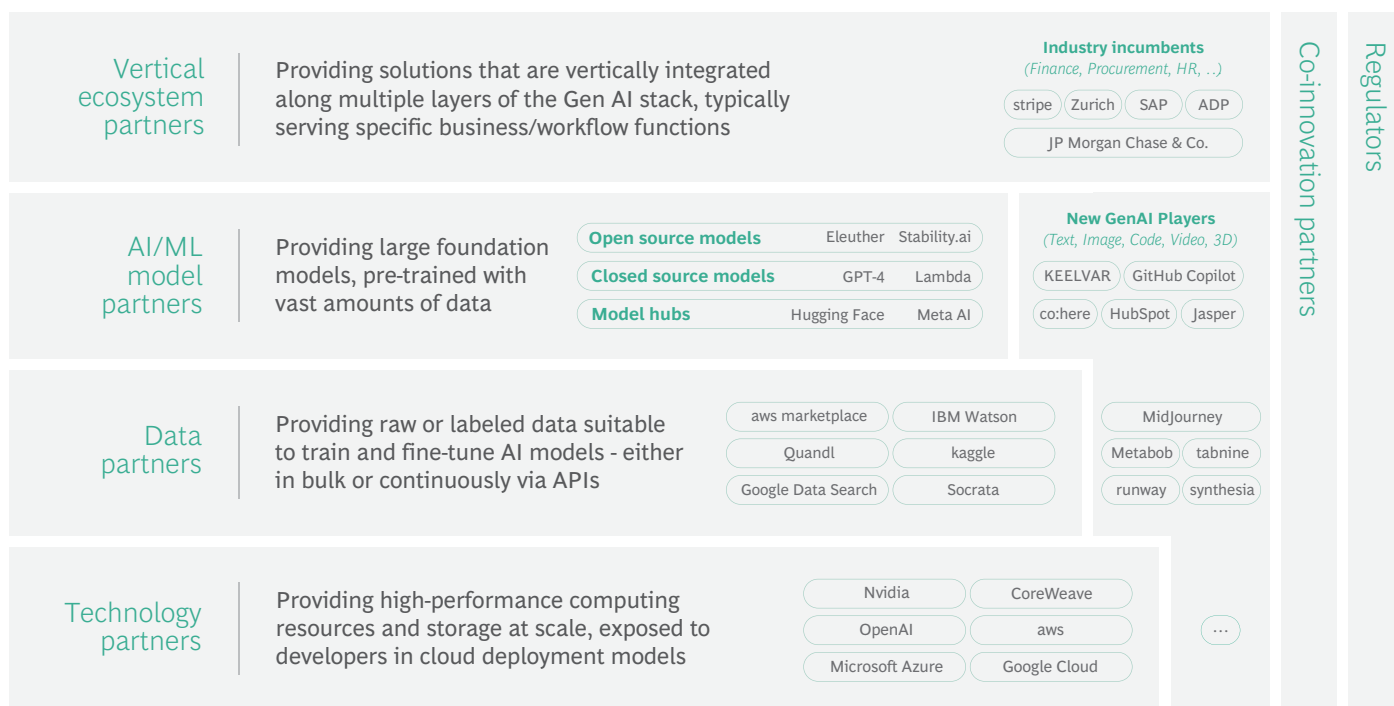 Vertical
ecosystem
partners
Providing solutions that are vertically integrated
along multiple layers of the Gen AI stack, typically
serving specific business/workflow functions
Industry incumbents
(Finance, Procurement, HR, ..)
stripe Zurich SAP ADP
JP Morgan Chase & Co.
AI/ML
model
partners
Providing large foundation
models, pre-trained with
vast amounts of data
Open source models Eleuther Stability.ai
Closed source models GPT-4 Lambda
Model hubs Hugging Face Meta AI
New GenAI Players
(Text, Image, Code, Video, 3D)
KEELVAR GitHub Copilot
co:here HubSpot Jasper
Data
partners
Providing raw or labeled data suitable
to train and fine-tune AI models - either
in bulk or continuously via APIs
aws marketplace IBM Watson
Quandl kaggle
Google Data Search Socrata
MidJourney
Metabob tabnine
runway synthesia
Technology
partners
Providing high-performance computing
resources and storage at scale, exposed to
developers in cloud deployment models
Nvidia CoreWeave
OpenAI aws
Microsoft Azure Google Cloud
...
Co-innovation partners
Regulators